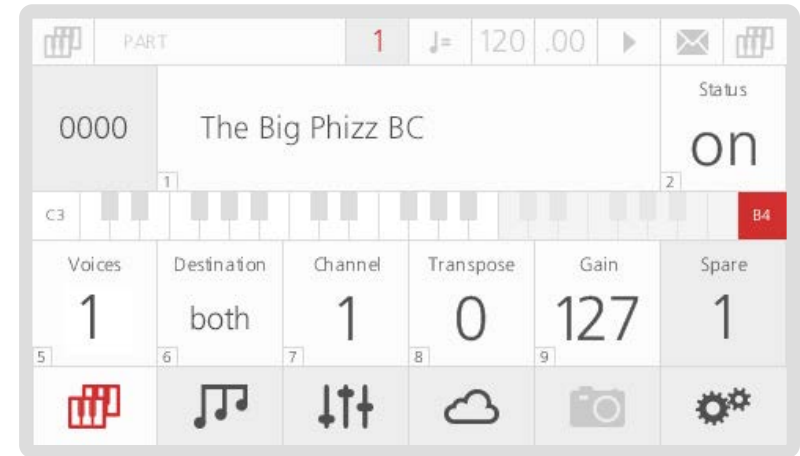 PART 1 ♩= 120 .00
Status
0000 The Big Phizz BC on
1 2
C3 B4
Voices Destination Channel Transpose Gain Spare
1 both 1 0 127 1
5 6 7 8 9